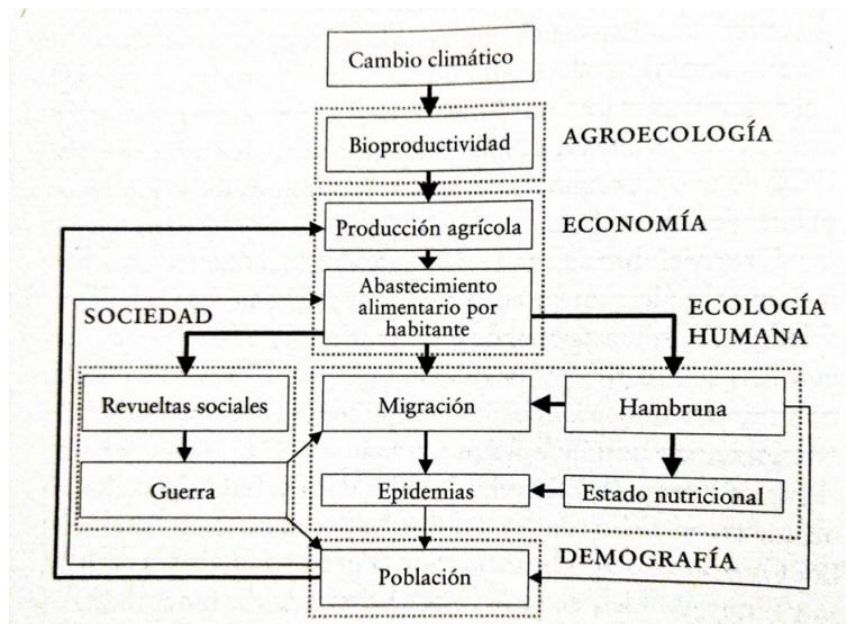 Cambio climático
Bioproductividad
AGROECOLOGÍA
Producción agrícola
ECONOMÍA
Abastecimiento
alimentario por
habitante
SOCIEDAD
ECOLOGÍA
HUMANA
Revueltas sociales
Migración
Hambruna
Guerra
Epidemias
Estado nutricional
DEMOGRAFÍA
Población